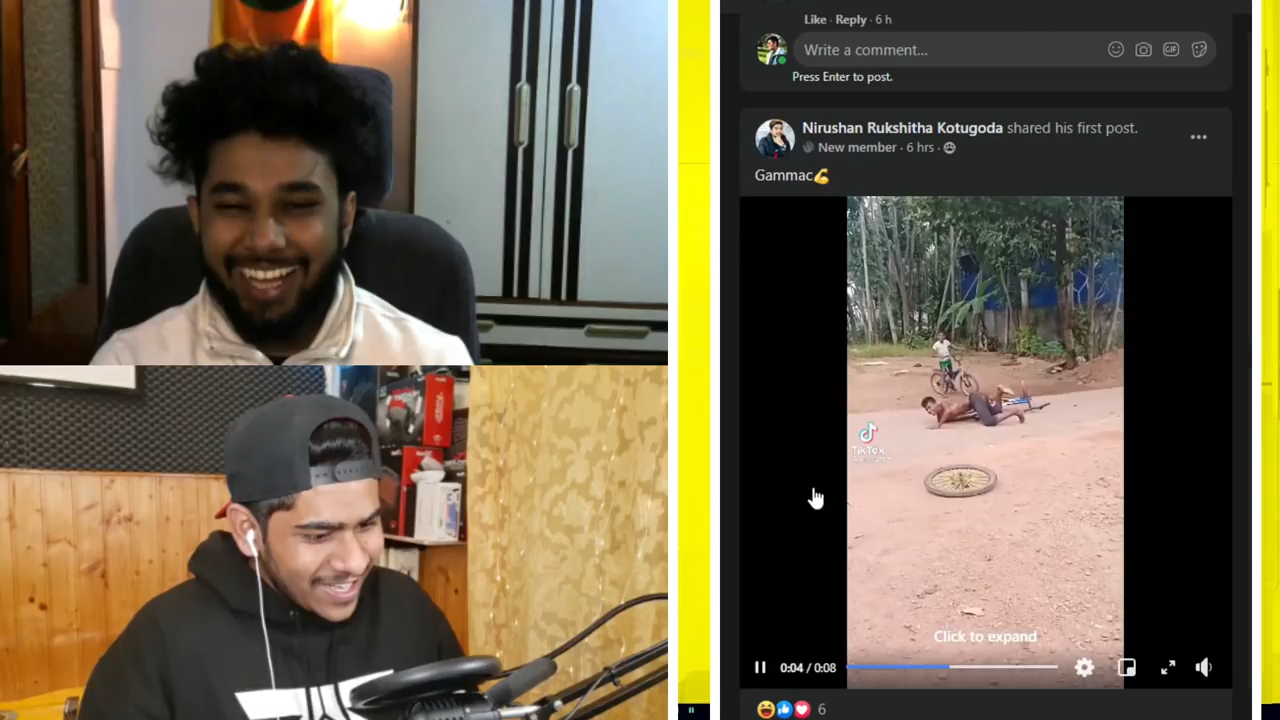 Like · Reply · 6 h
Write a comment...
GIF
Press Enter to post.
Nirushan Rukshitha Kotugoda shared his first post.
New member · 6 hrs ·
Gammac💪
TikTok
Click to expand
0:04 / 0:08
6